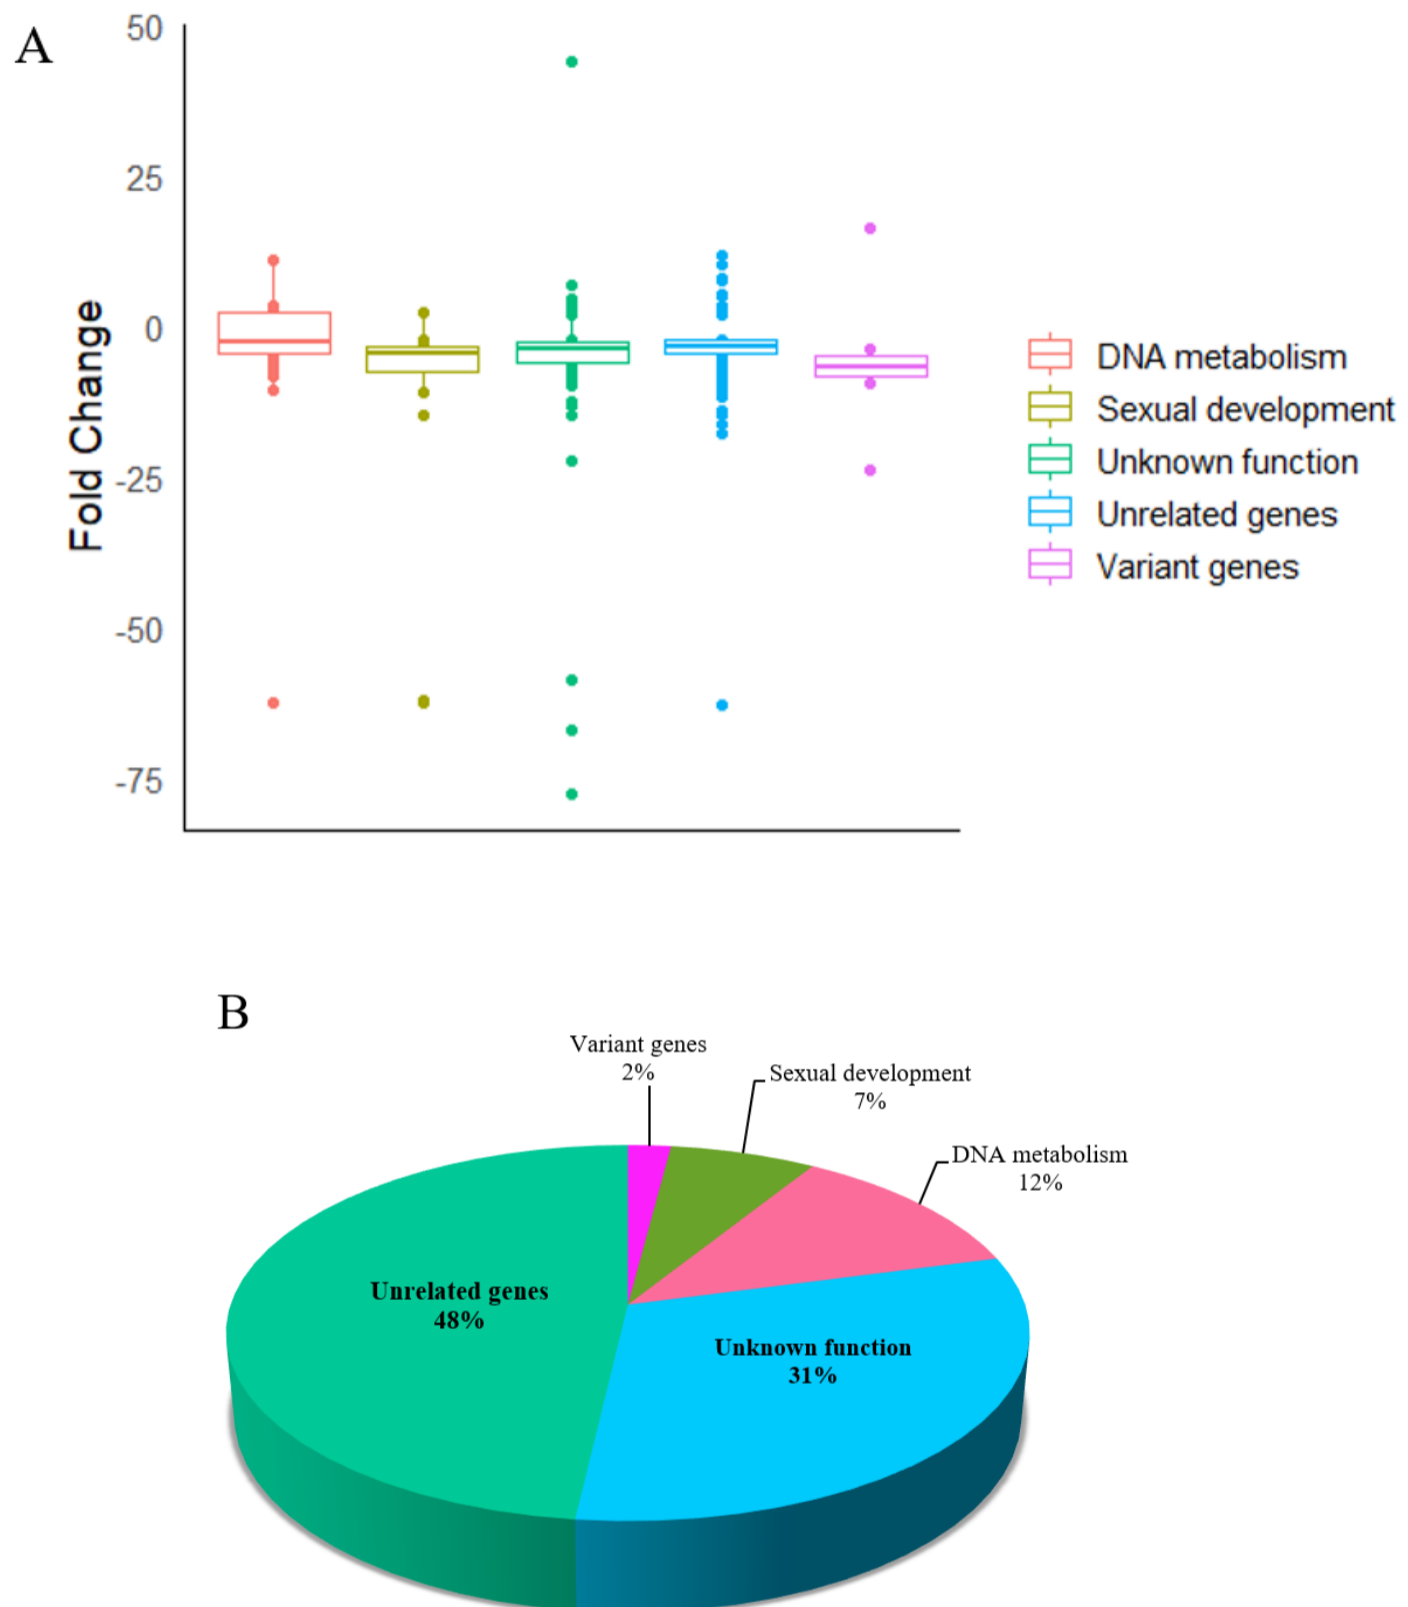 A
50
25
0
-25
-50
-75
Fold Change
DNA metabolism
Sexual development
Unknown function
Unrelated genes
Variant genes
B
Variant genes
2%
Sexual development
7%
DNA metabolism
12%
Unrelated genes
48%
Unknown function
31%